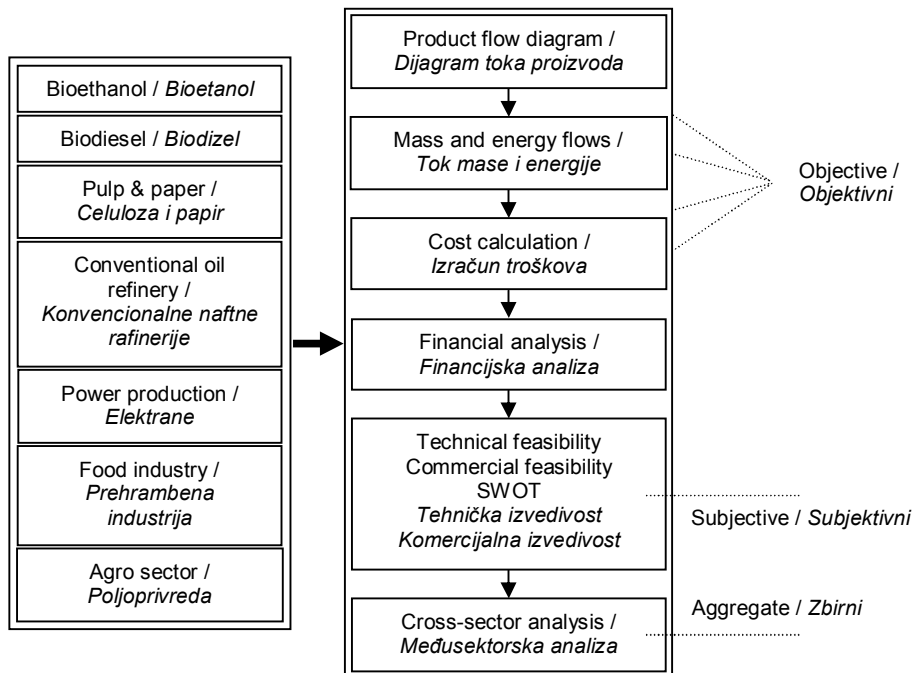 Bioethanol / Bioetanol
Biodiesel / Biodizel
Pulp & paper /
Celuloza i papir
Conventional oil
refinery /
Konvencionalne naftne
rafinerije
Power production /
Elektrane
Food industry /
Prehrambena
industrija
Agro sector /
Poljoprivreda
Product flow diagram /
Dijagram toka proizvoda
Mass and energy flows /
Tok mase i energije
Cost calculation /
Izračun troškova
Financial analysis /
Financijska analiza
Technical feasibility
Commercial feasibility
SWOT
Tehnička izvedivost
Komercijalna izvedivost
Cross-sector analysis /
Međusektorska analiza
Objective /
Objektivni
Subjective / Subjektivni
Aggregate / Zbirni